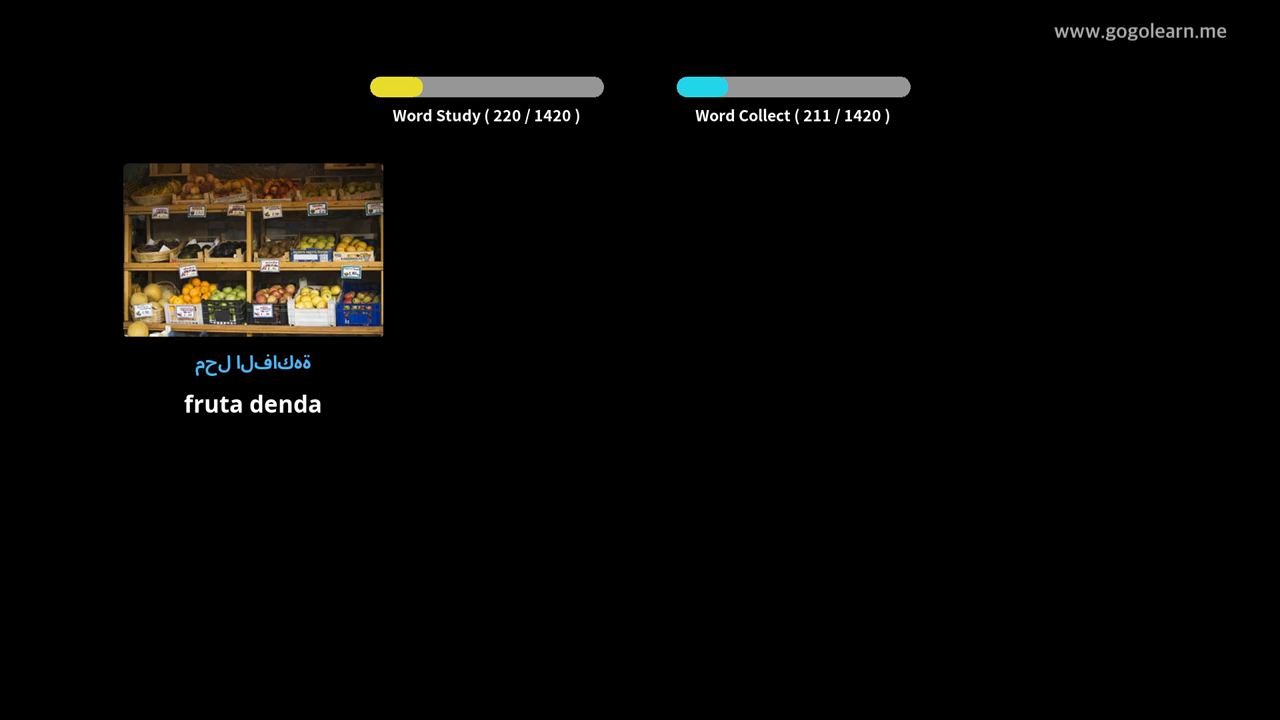 www.gogolearn.me
Word Study ( 220 / 1420 )
Word Collect ( 211 / 1420 )
محل الفاكهة
fruta denda